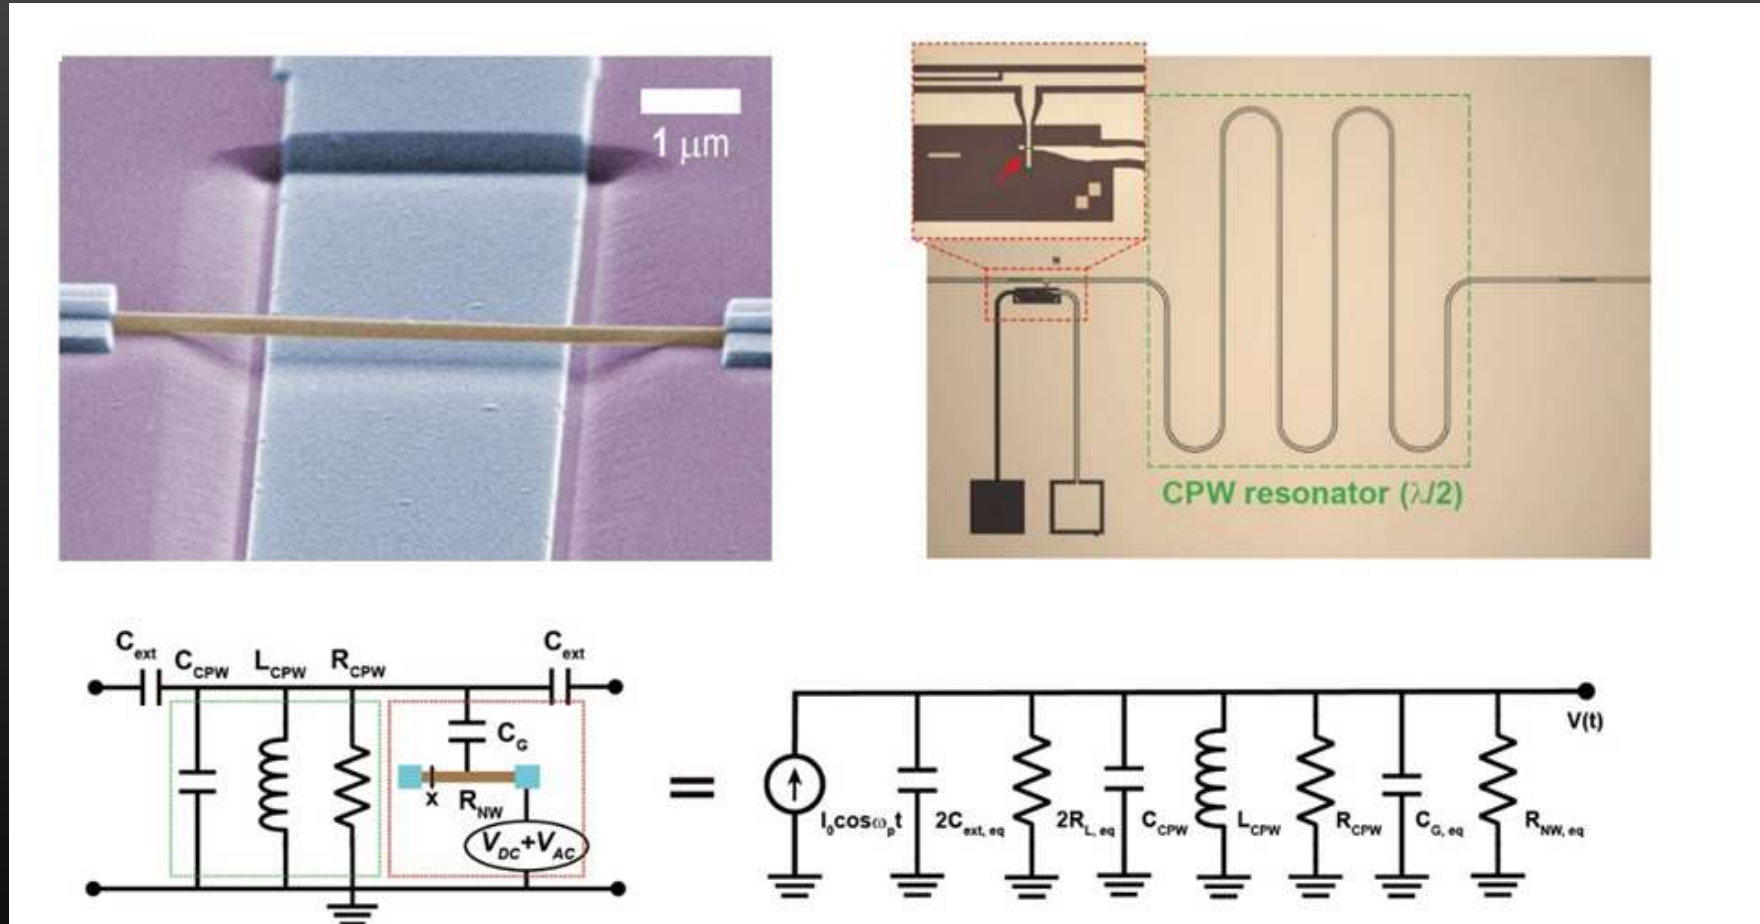 1 μm
CPW resonator (λ/2)
C_ext
C_CPW
L_CPW
R_CPW
C_ext
C_G
x
R_NW
V_DC+V_AC
=
V(t)
I_0cosω_pt
2C_ext, eq
2R_L, eq
C_CPW
L_CPW
R_CPW
C_G, eq
R_NW, eq